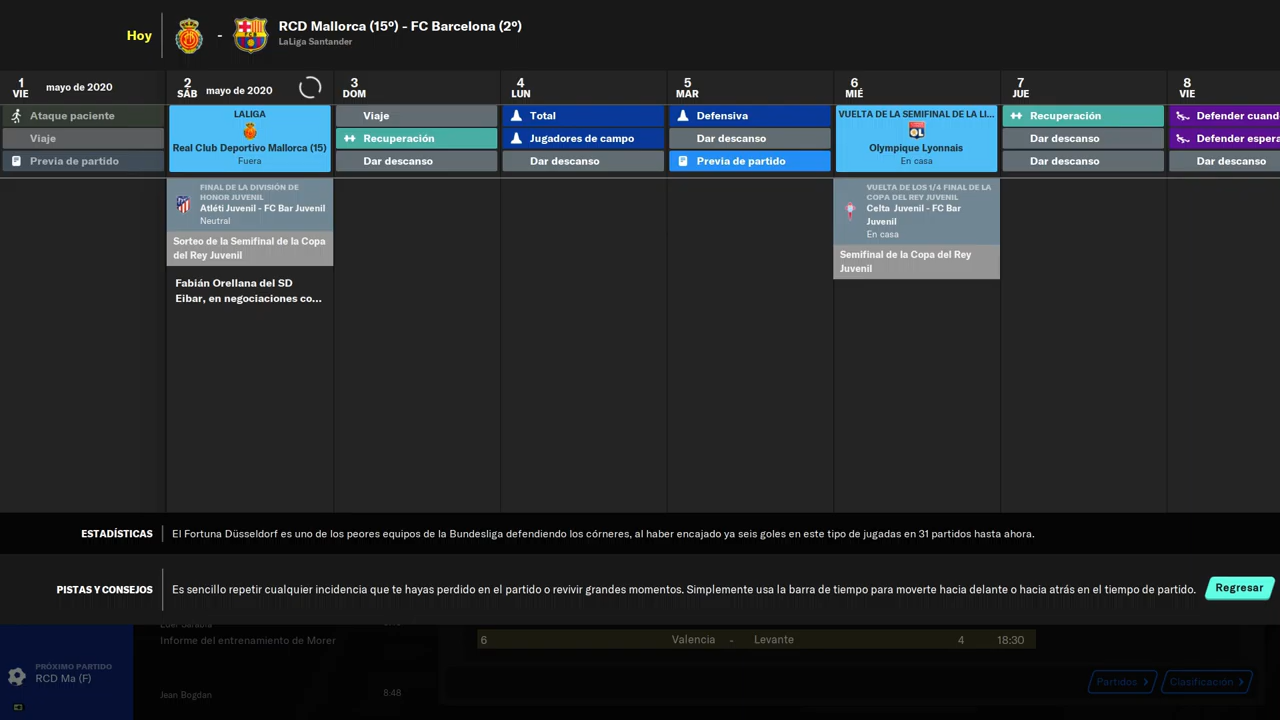 Hoy
RCD Mallorca (15º) - FC Barcelona (2º)
LaLiga Santander
1 VIE mayo de 2020
2 SÁB mayo de 2020
3 DOM
4 LUN
5 MAR
6 MIÉ
7 JUE
8 VIE
Ataque paciente
Viaje
Previa de partido
LALIGA
Real Club Deportivo Mallorca (15)
Fuera
Viaje
Recuperación
Dar descanso
Total
Jugadores de campo
Dar descanso
Defensiva
Dar descanso
Previa de partido
VUELTA DE LA SEMIFINAL DE LA LI...
Olympique Lyonnais
En casa
Recuperación
Dar descanso
Dar descanso
Defender cuand
Defender espera
Dar descanso
FINAL DE LA DIVISIÓN DE
HONOR JUVENIL
Atléti Juvenil - FC Bar Juvenil
Neutral
Sorteo de la Semifinal de la Copa
del Rey Juvenil
Fabián Orellana del SD
Eibar, en negociaciones co...
VUELTA DE LOS 1/4 FINAL DE LA
COPA DEL REY JUVENIL
Celta Juvenil - FC Bar
Juvenil
En casa
Semifinal de la Copa del Rey
Juvenil
ESTADÍSTICAS
El Fortuna Düsseldorf es uno de los peores equipos de la Bundesliga defendiendo los córneres, al haber encajado ya seis goles en este tipo de jugadas en 31 partidos hasta ahora.
PISTAS Y CONSEJOS
Es sencillo repetir cualquier incidencia que te hayas perdido en el partido o revivir grandes momentos. Simplemente usa la barra de tiempo para moverte hacia delante o hacia atrás en el tiempo de partido.
Regresar
Informe del entrenamiento de Morer
6 Valencia - Levante 4 18:30
PRÓXIMO PARTIDO
RCD Ma (F)
Jean Bogdan 8:48
Partidos
Clasificación